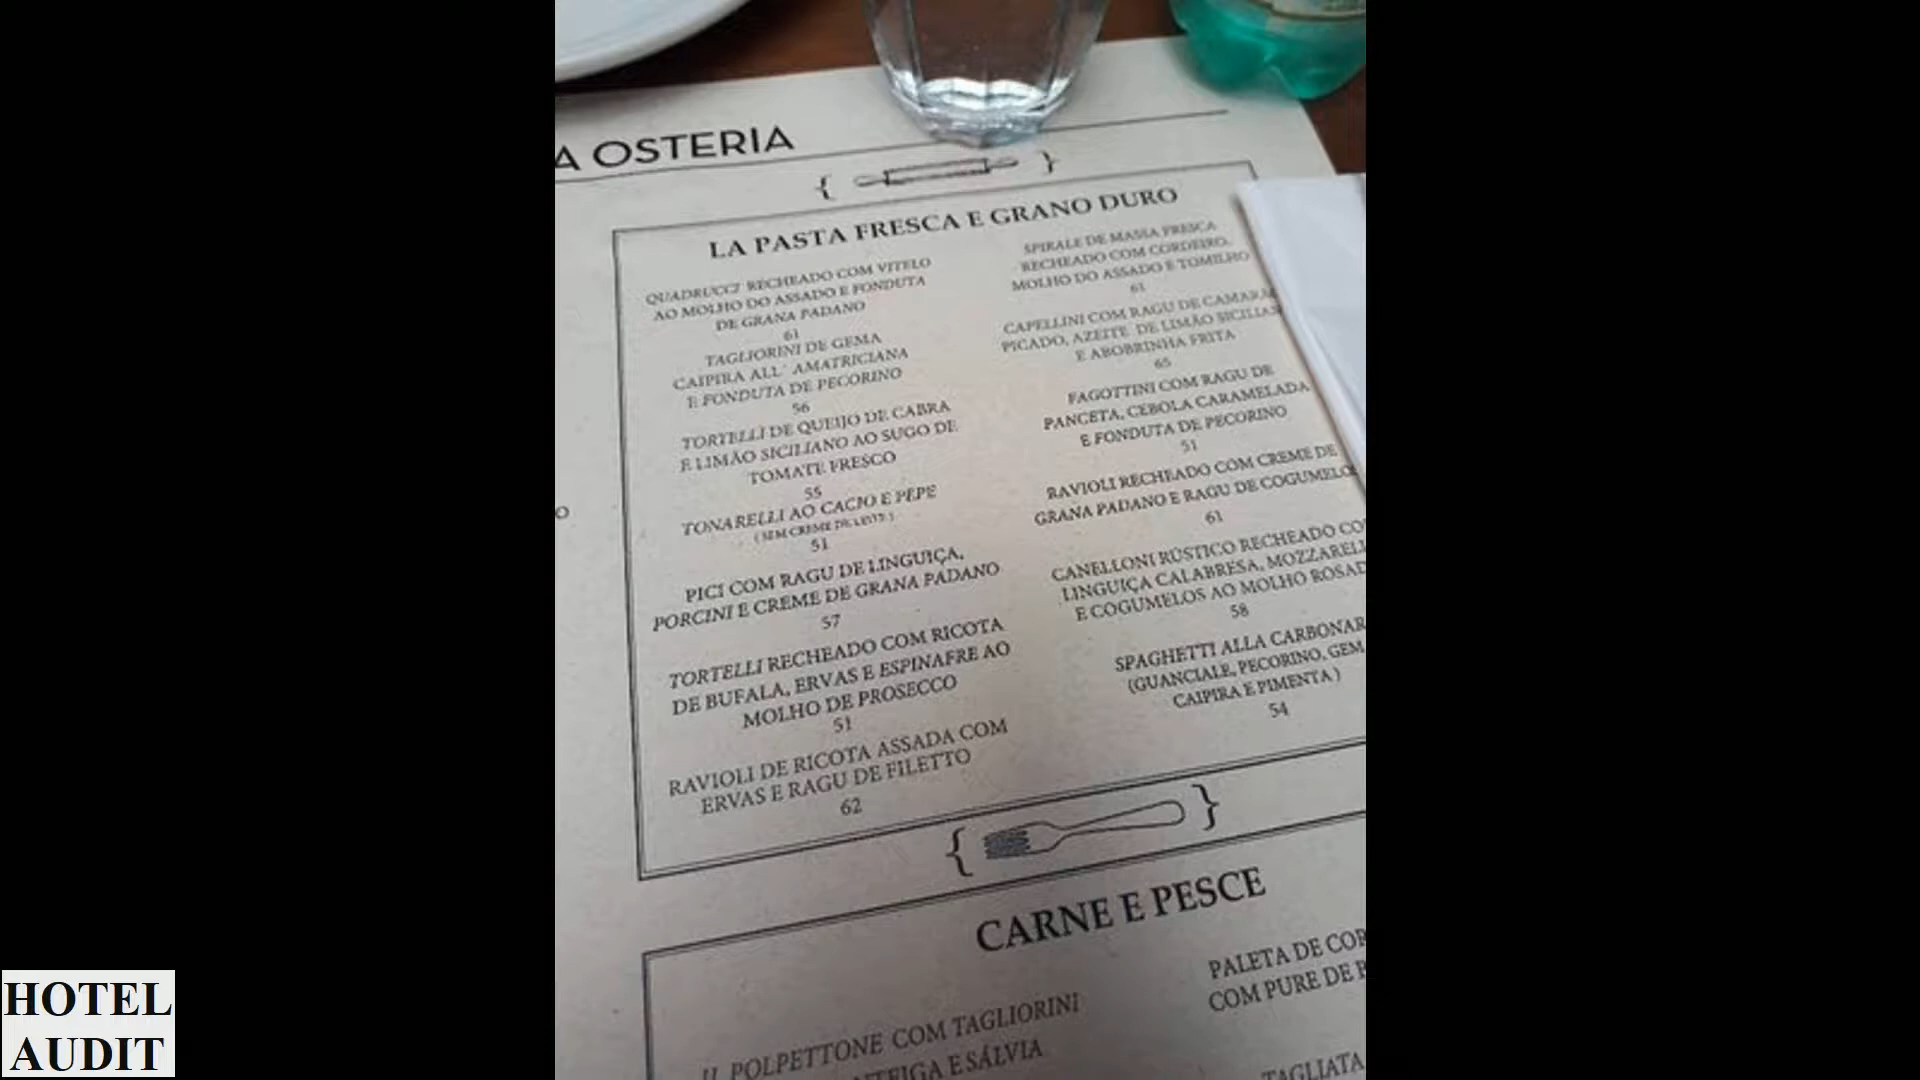 A OSTERIA
LA PASTA FRESCA E GRANO DURO
QUADRUCCI RECHEADO COM VITELO
AO MOLHO DO ASSADO E FONDUTA
DE GRANA PADANO
61
TAGLIORINI DE GEMA
CAIPIRA ALL' AMATRICIANA
E FONDUTA DE PECORINO
56
TORTELLI DE QUEIJO DE CABRA
E LIMÃO SICILIANO AO SUGO DE
TOMATE FRESCO
55
TONARELLI AO CACIO E PEPE
(SEM CREME DE LEITE)
51
PICI COM RAGU DE LINGUIÇA,
PORCINI E CREME DE GRANA PADANO
57
TORTELLI RECHEADO COM RICOTA
DE BUFALA, ERVAS E ESPINAFRE AO
MOLHO DE PROSECCO
51
RAVIOLI DE RICOTA ASSADA COM
ERVAS E RAGU DE FILETTO
62
SPIRALE DE MASSA FRESCA
RECHEADO COM CORDEIRO,
MOLHO DO ASSADO E TOMILHO
61
CAPELLINI COM RAGU DE CAMARÃ
PICADO, AZEITE DE LIMÃO SICILIAN
E ABOBRINHA FRITA
65
FAGOTTINI COM RAGU DE
PANCETA, CEBOLA CARAMELADA
E FONDUTA DE PECORINO
51
RAVIOLI RECHEADO COM CREME DE
GRANA PADANO E RAGU DE COGUMELOS
61
CANELLONI RÚSTICO RECHEADO CO
LINGUIÇA CALABRESA, MOZZARELL
E COGUMELOS AO MOLHO ROSAD
58
SPAGHETTI ALLA CARBONAR
(GUANCIALE, PECORINO, GEM
CAIPIRA E PIMENTA)
54
CARNE E PESCE
IL POLPETTONE COM TAGLIORINI
NTEIGA E SÁLVIA
PALETA DE COR
COM PURE DE
TAGLIATA
HOTEL
AUDIT